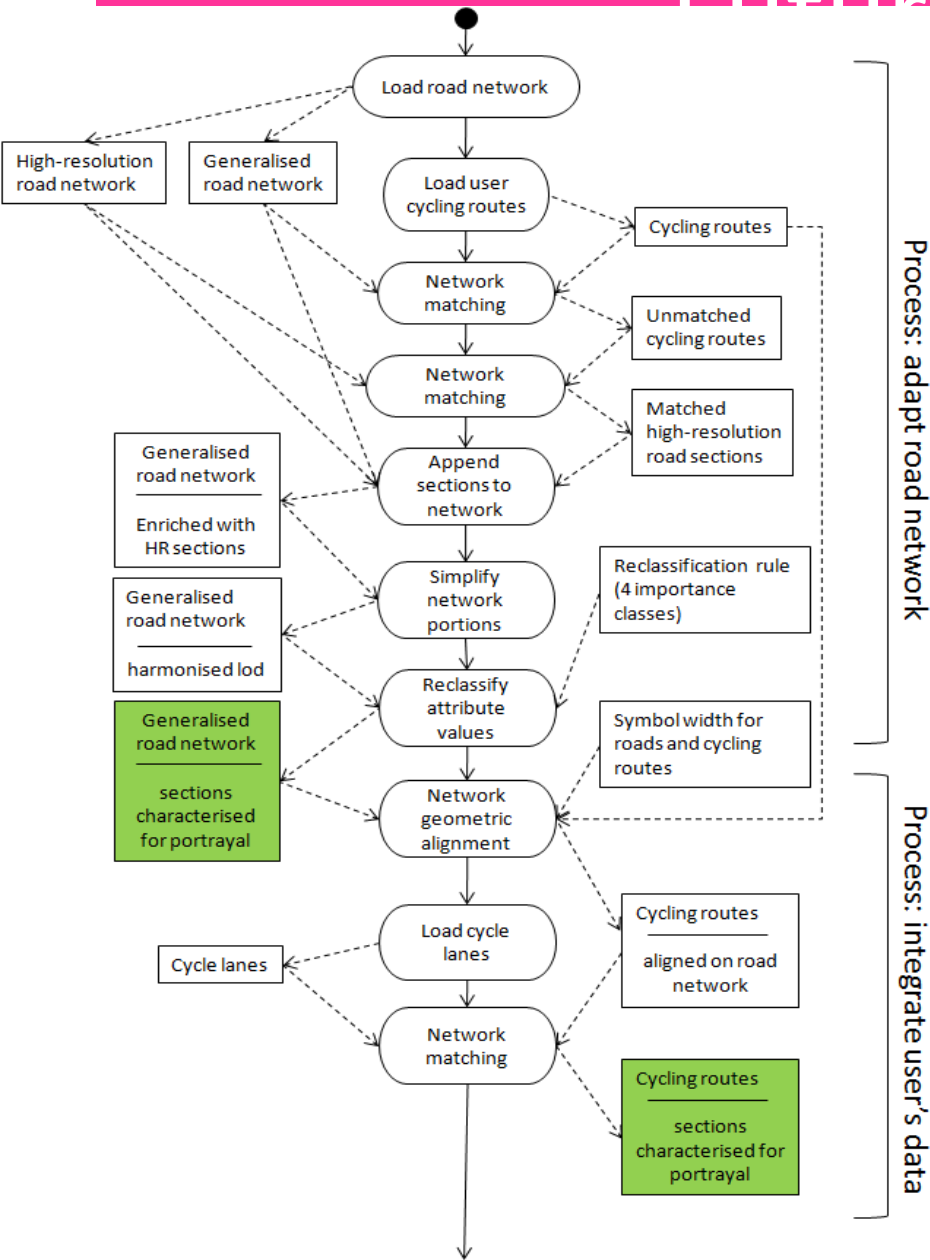 Load road network
High-resolution
road network
Generalised
road network
Load user
cycling routes
Cycling routes
Network
matching
Unmatched
cycling routes
Network
matching
Matched
high-resolution
road sections
Generalised
road network
Enriched with
HR sections
Append
sections to
network
Simplify
network
portions
Reclassification rule
(4 importance
classes)
Generalised
road network
harmonised lod
Reclassify
attribute
values
Generalised
road network
sections
characterised
for portrayal
Symbol width for
roads and cycling
routes
Network
geometric
alignment
Process: adapt road network
Load cycle
lanes
Cycle lanes
Cycling routes
aligned on road
network
Network
matching
Cycling routes
sections
characterised for
portrayal
Process: integrate user's data